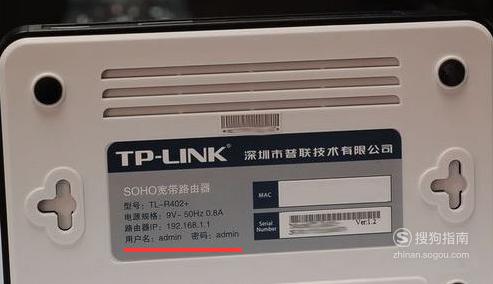 TP-LINK® 深圳市普联技术有限公司
SOHO宽带路由器
型号：TL-R402+
电源规格：9V⎓50Hz 0.8A
路由器IP：192.168.1.1
用户名：admin 密码：admin
MAC
Serial Number
Ver:1.2
搜狗指南
zhinan.sogou.com